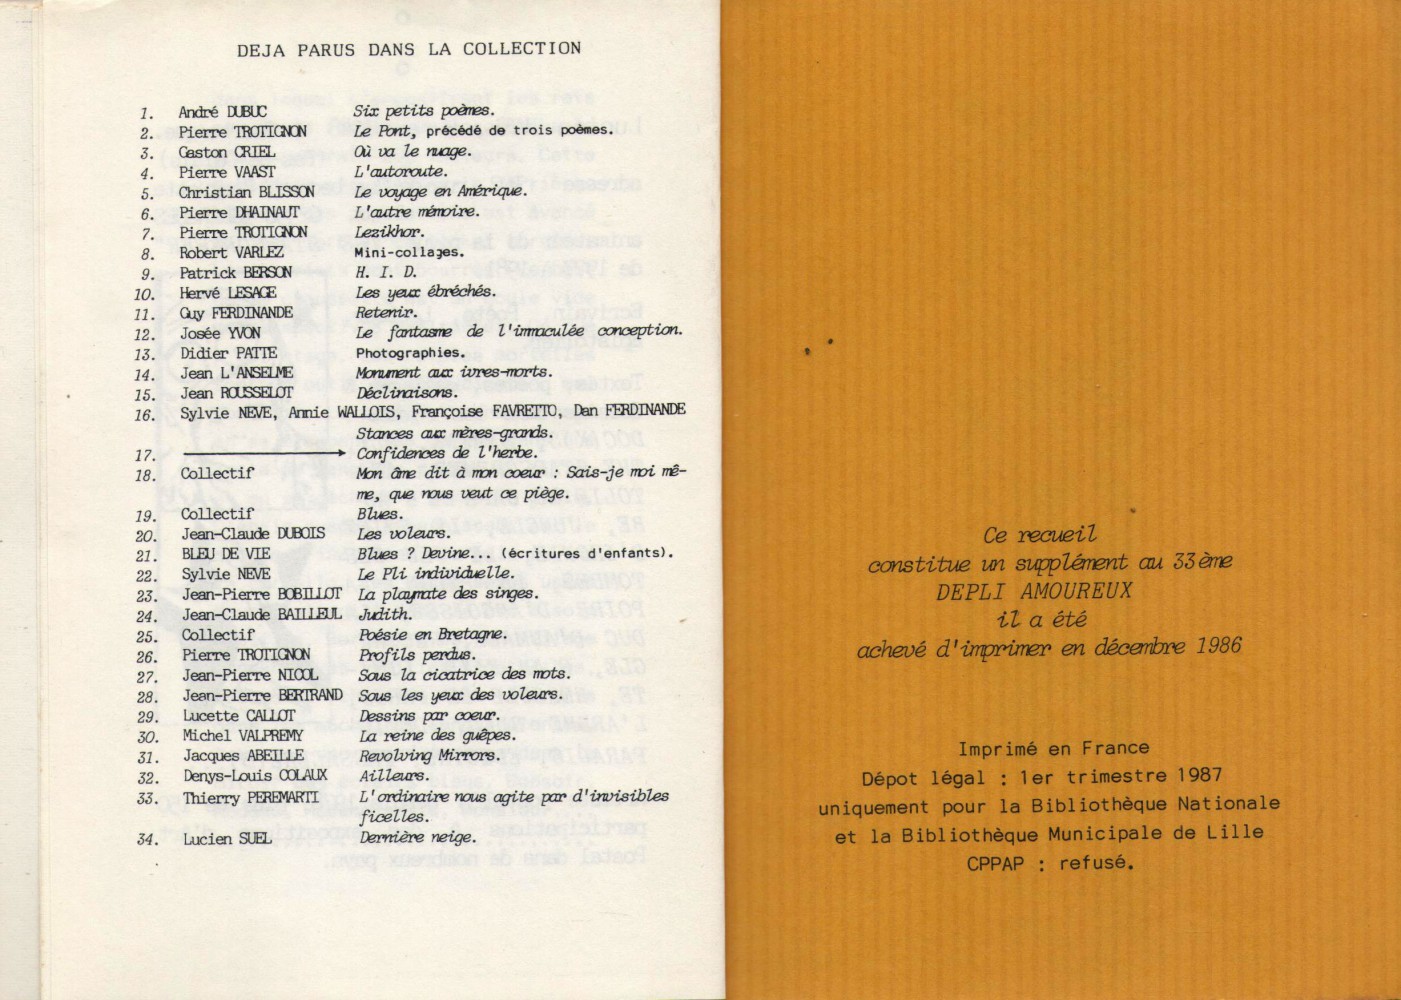 DEJA PARUS DANS LA COLLECTION
1. André DUBUC Six petits poèmes.
2. Pierre TROTIGNON Le Pont, précédé de trois poèmes.
3. Gaston CRIEL Où va le nuage.
4. Pierre VAAST L'autoroute.
5. Christian BLISSON Le voyage en Amérique.
6. Pierre DHAINAUT L'autre mémoire.
7. Pierre TROTIGNON Lezikhor.
8. Robert VARLEZ Mini-collages.
9. Patrick BERSON H. I. D.
10. Hervé LESAGE Les yeux ébréchés.
11. Guy FERDINANDE Retenir.
12. Josée YVON Le fantasme de l'immaculée conception.
13. Didier PATTE Photographies.
14. Jean L'ANSELME Monument aux ivres-morts.
15. Jean ROUSSELOT Déclinaisons.
16. Sylvie NEVE, Annie WALLOIS, Françoise FAVRETTO, Dan FERDINANDE
Stances aux mères-grands.
17. Confidences de l'herbe.
18. Collectif Mon âme dit à mon coeur : Sais-je moi mê-
me, que nous veut ce piège.
19. Collectif Blues.
20. Jean-Claude DUBOIS Les voleurs.
21. BLEU DE VIE Blues ? Devine... (écritures d'enfants).
22. Sylvie NEVE Le Pli individuelle.
23. Jean-Pierre BOBILLOT La playmate des singes.
24. Jean-Claude BAILLEUL Judith.
25. Collectif Poésie en Bretagne.
26. Pierre TROTIGNON Profils perdus.
27. Jean-Pierre NICOL Sous la cicatrice des mots.
28. Jean-Pierre BERTRAND Sous les yeux des voleurs.
29. Lucette CALLOT Dessins par coeur.
30. Michel VALPREMY La reine des guêpes.
31. Jacques ABEILLE Revolving Mirrors.
32. Denys-Louis COLAUX Ailleurs.
33. Thierry PEREMARTI L'ordinaire nous agite par d'invisibles
ficelles.
34. Lucien SUEL Dernière neige.
Ce recueil
constitue un supplément au 33ème
DEPLI AMOUREUX
il a été
achevé d'imprimer en décembre 1986
Imprimé en France
Dépot légal : 1er trimestre 1987
uniquement pour la Bibliothèque Nationale
et la Bibliothèque Municipale de Lille
CPPAP : refusé.